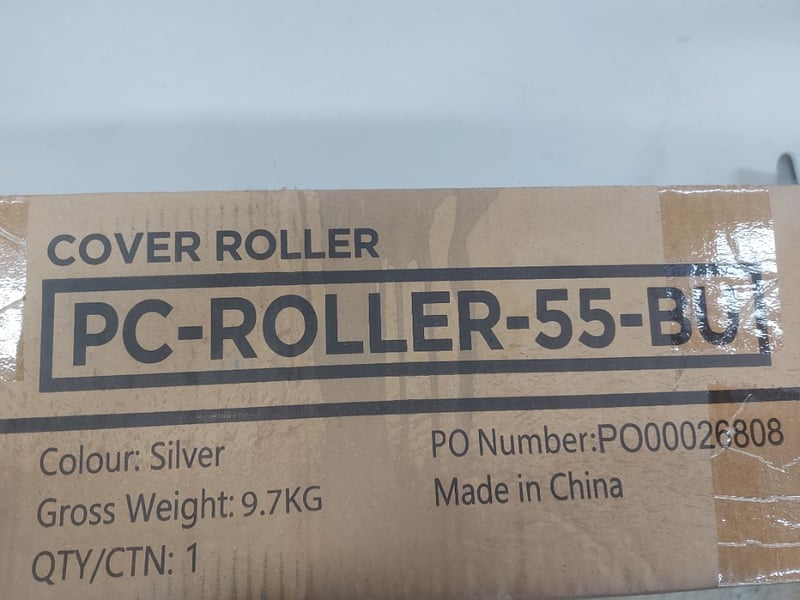 COVER ROLLER
PC-ROLLER-55-BU
Colour: Silver
PO Number:PO00026808
Gross Weight: 9.7KG
Made in China
QTY/CTN: 1